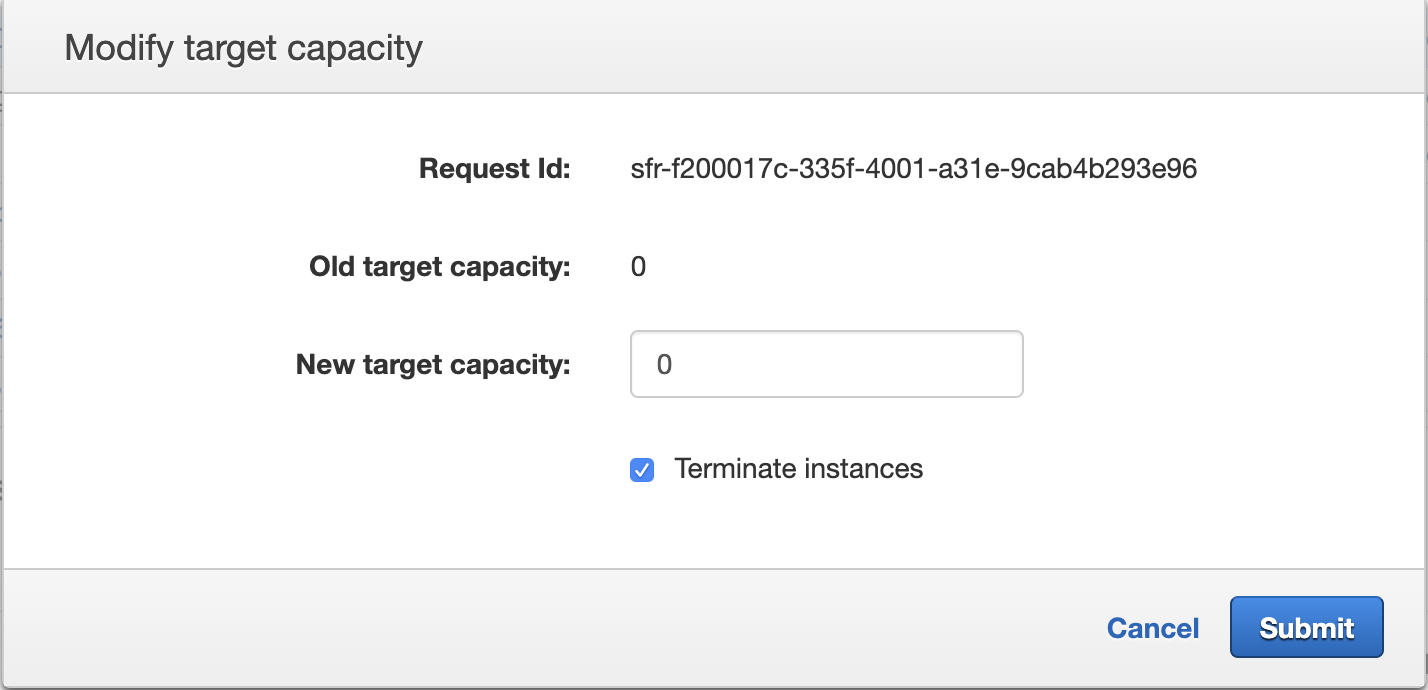 Modify target capacity
Request Id: sfr-f200017c-335f-4001-a31e-9cab4b293e96
Old target capacity: 0
New target capacity: 0
Terminate instances
Cancel Submit